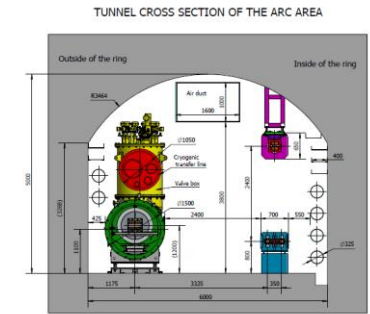 TUNNEL CROSS SECTION OF THE ARC AREA
Outside of the ring
Inside of the ring
R3464
Air duct
1600
1000
∅1050
Cryogenic
transfer line
Valve box
∅1500
650
400
5000
3800
2400
425
2400
700
550
∅325
1100
(1200)
800
1175
3325
350
6000